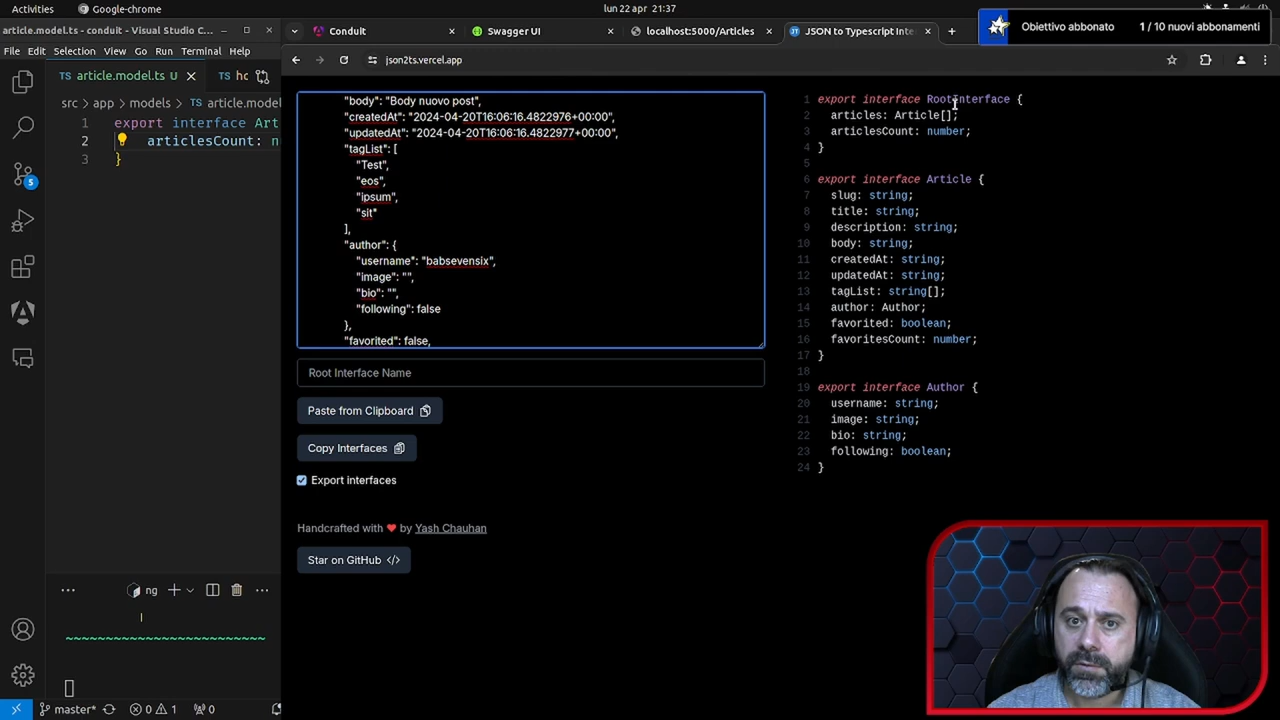 Activities
Google-chrome
lun 22 apr 21:37
article.model.ts - conduit - Visual Studio C...
File Edit Selection View Go Run Terminal Help
TS article.model.ts U
TS
src > app > models > article.model
1 export interface Art
2 articlesCount: n
3 }
5
... ng ...
~~~~~~~~~~~~~~~~~~~~~~~~
master* 0 1 0
Conduit
Swagger UI
localhost:5000/Articles
JSON to Typescript Inte
Obiettivo abbonato 1 / 10 nuovi abbonamenti
json2ts.vercel.app
"body": "Body nuovo post",
"createdAt": "2024-04-20T16:06:16.4822976+00:00",
"updatedAt": "2024-04-20T16:06:16.4822977+00:00",
"tagList": [
"Test",
"eos",
"ipsum",
"sit"
],
"author": {
"username": "babsevensix",
"image": "",
"bio": "",
"following": false
},
"favorited": false,
Root Interface Name
Paste from Clipboard
Copy Interfaces
Export interfaces
Handcrafted with ❤ by Yash Chauhan
Star on GitHub </>
1 export interface RootInterface {
2 articles: Article[];
3 articlesCount: number;
4 }
5
6 export interface Article {
7 slug: string;
8 title: string;
9 description: string;
10 body: string;
11 createdAt: string;
12 updatedAt: string;
13 tagList: string[];
14 author: Author;
15 favorited: boolean;
16 favoritesCount: number;
17 }
18
19 export interface Author {
20 username: string;
21 image: string;
22 bio: string;
23 following: boolean;
24 }